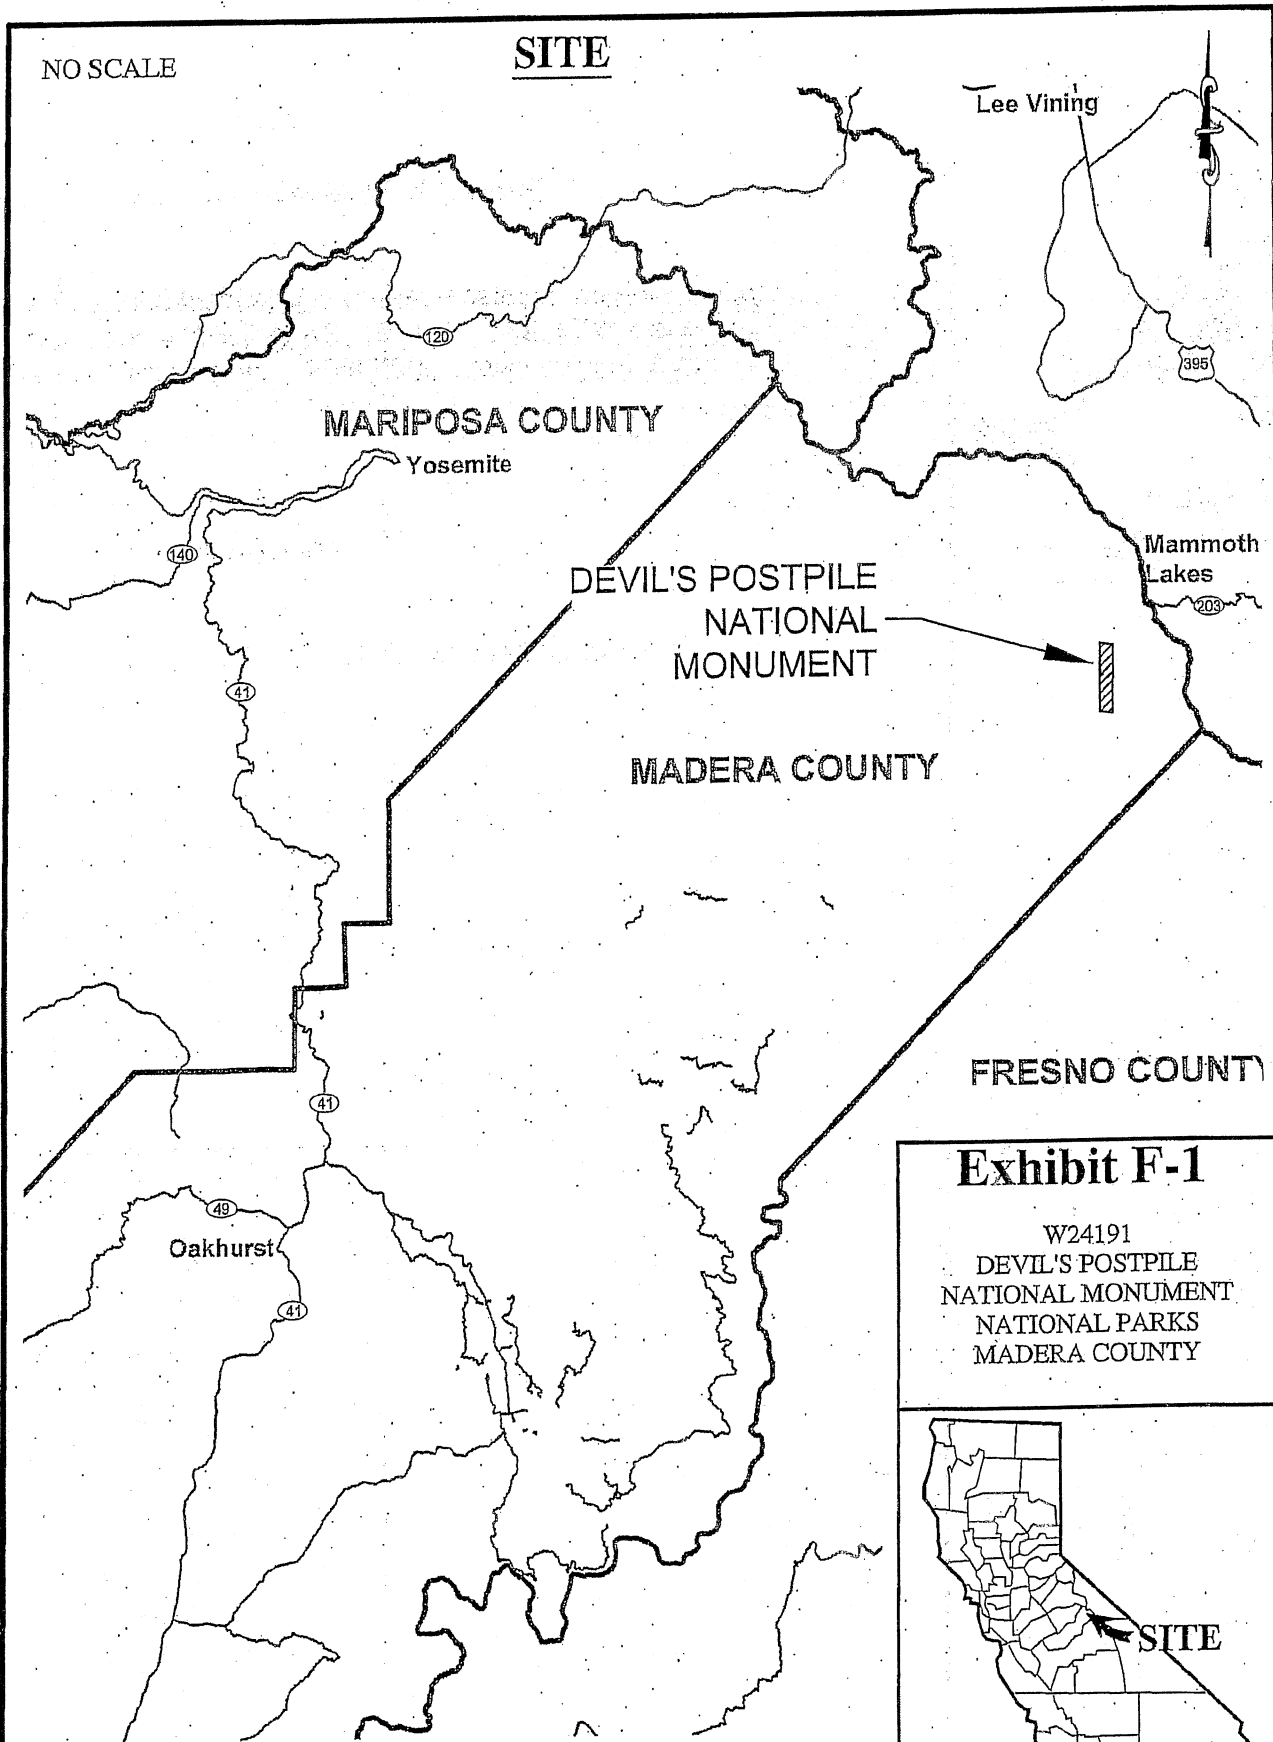 SITE
NO SCALE
Lee Vining
120
395
MARIPOSA COUNTY
Yosemite
140
Mammoth
Lakes
203
DEVIL'S POSTPILE
NATIONAL
MONUMENT
41
MADERA COUNTY
FRESNO COUNTY
41
49
Oakhurst
41
Exhibit F-1
W24191
DEVIL'S POSTPILE
NATIONAL MONUMENT
NATIONAL PARKS
MADERA COUNTY
SITE